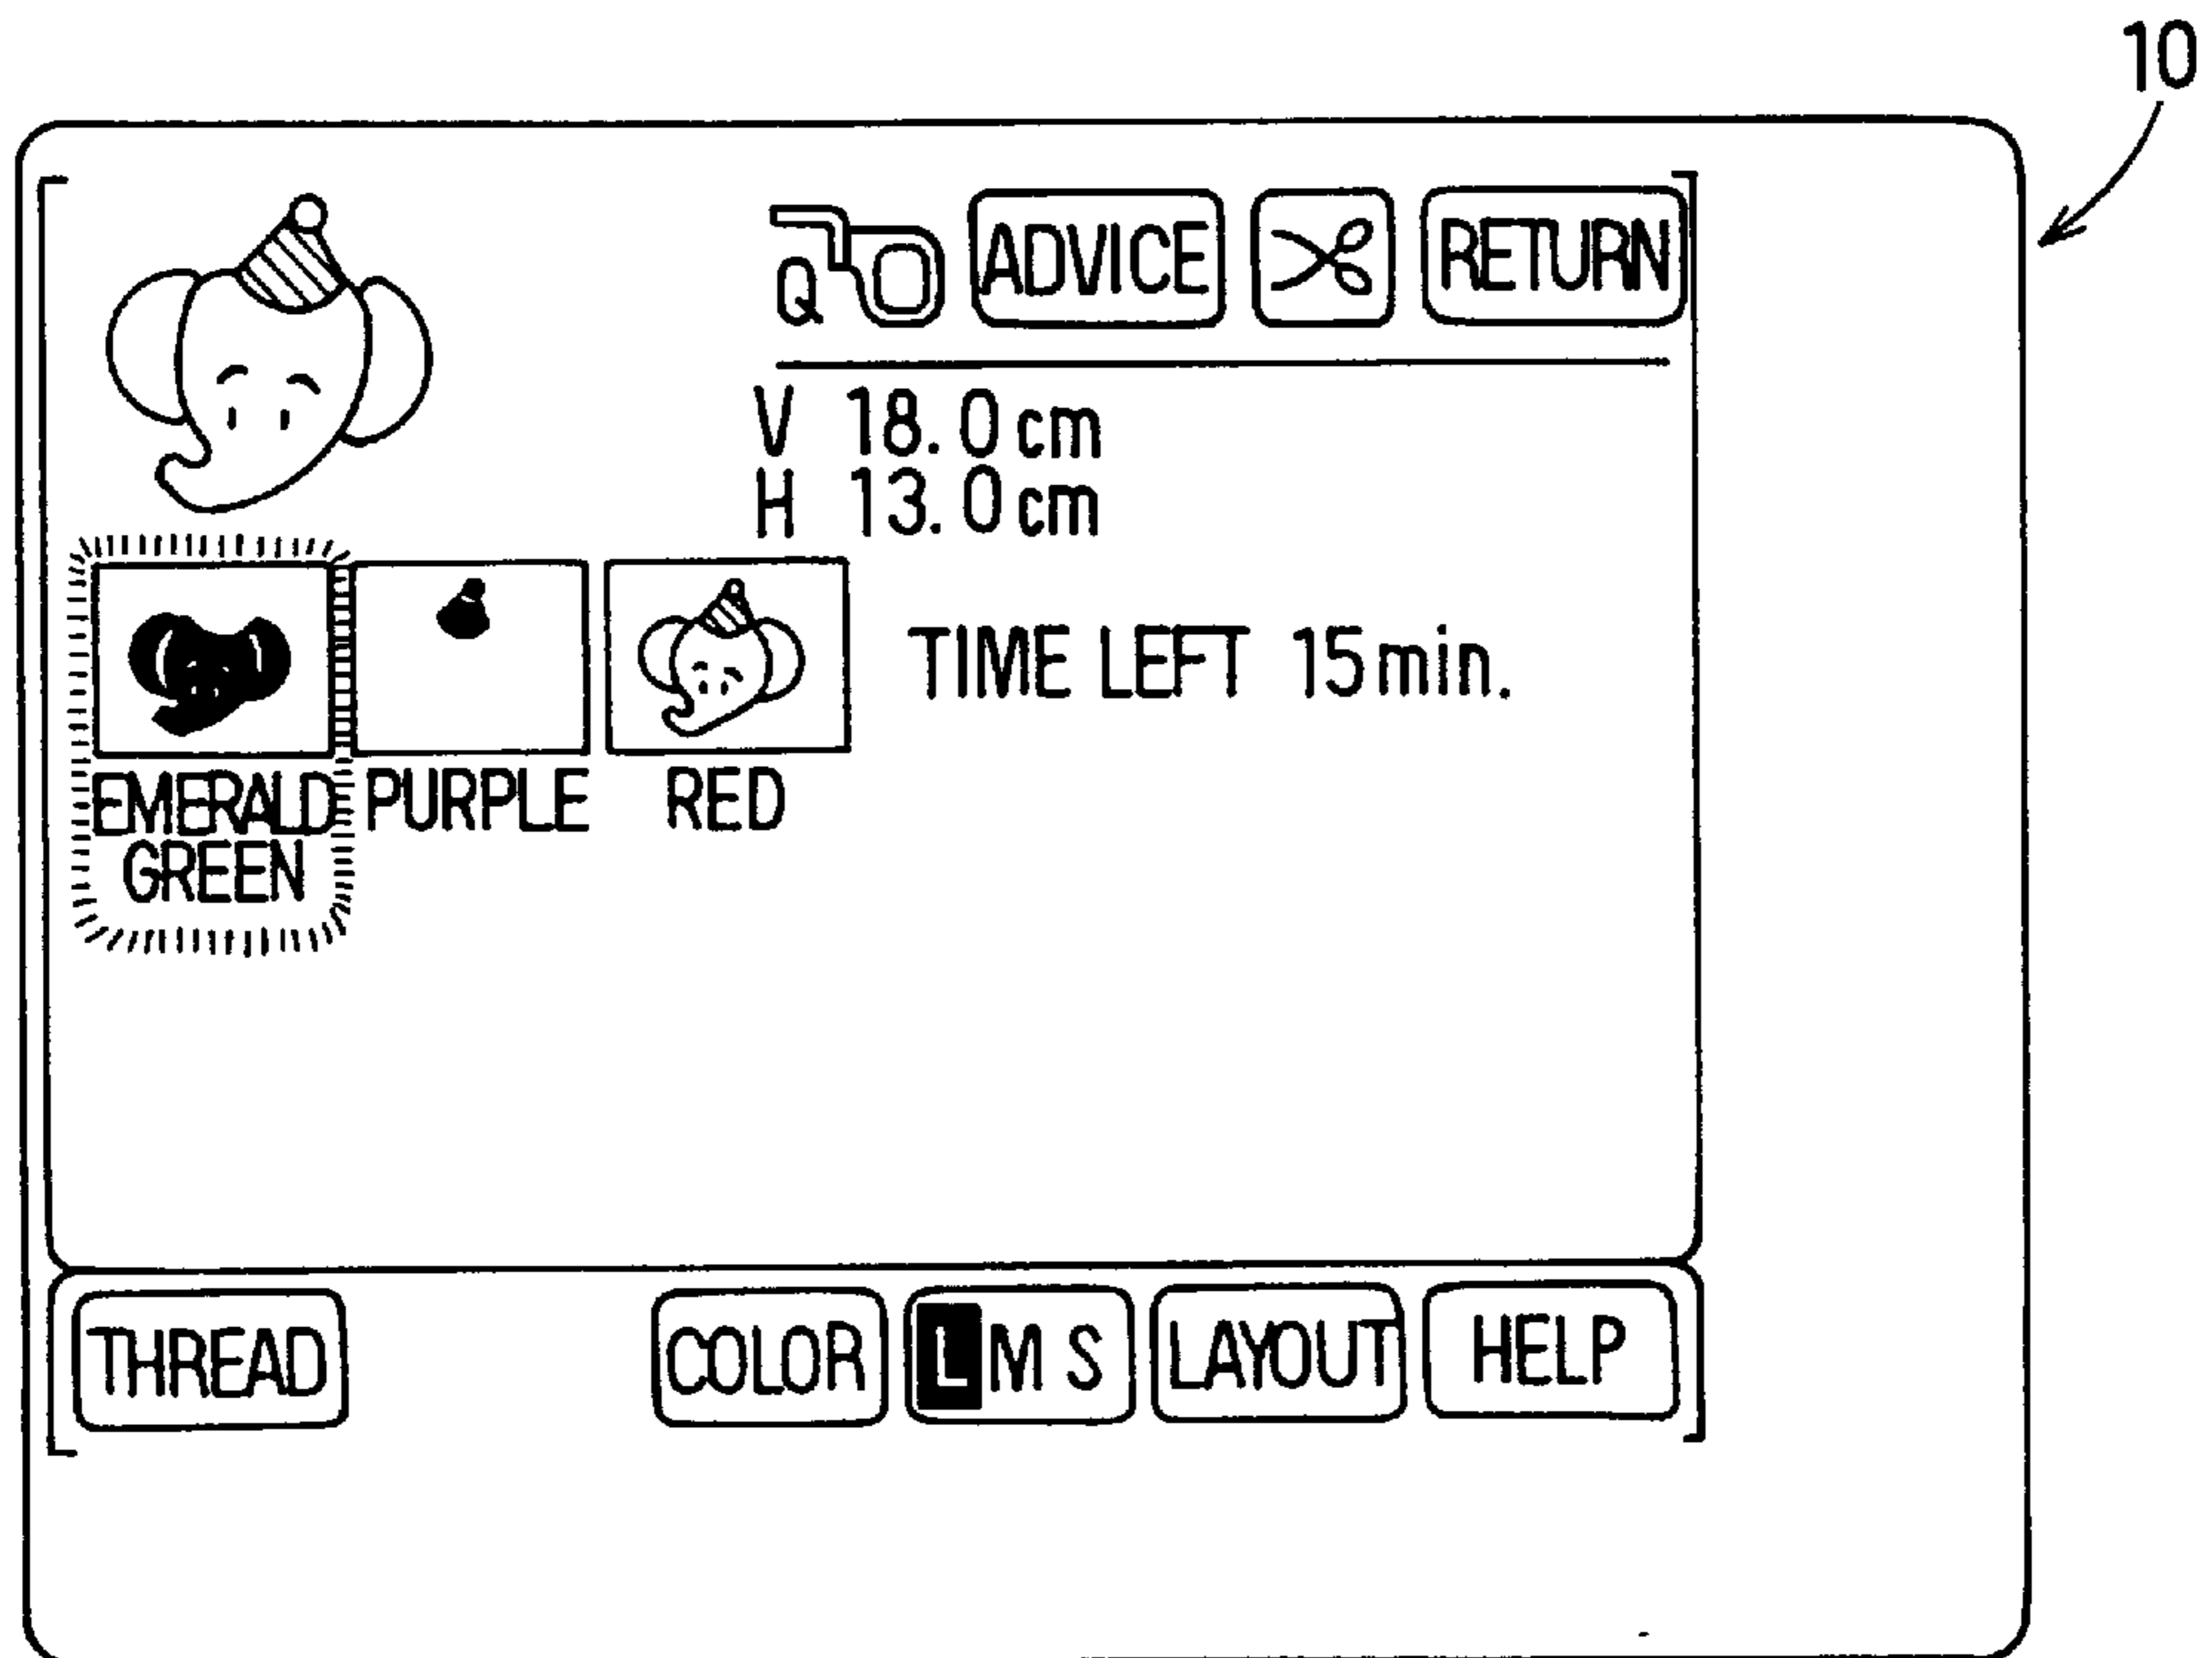 10
Q ADVICE RETURN
V 18.0 cm
H 13.0 cm
TIME LEFT 15 min.
EMERALD GREEN
PURPLE
RED
THREAD COLOR L M S LAYOUT HELP